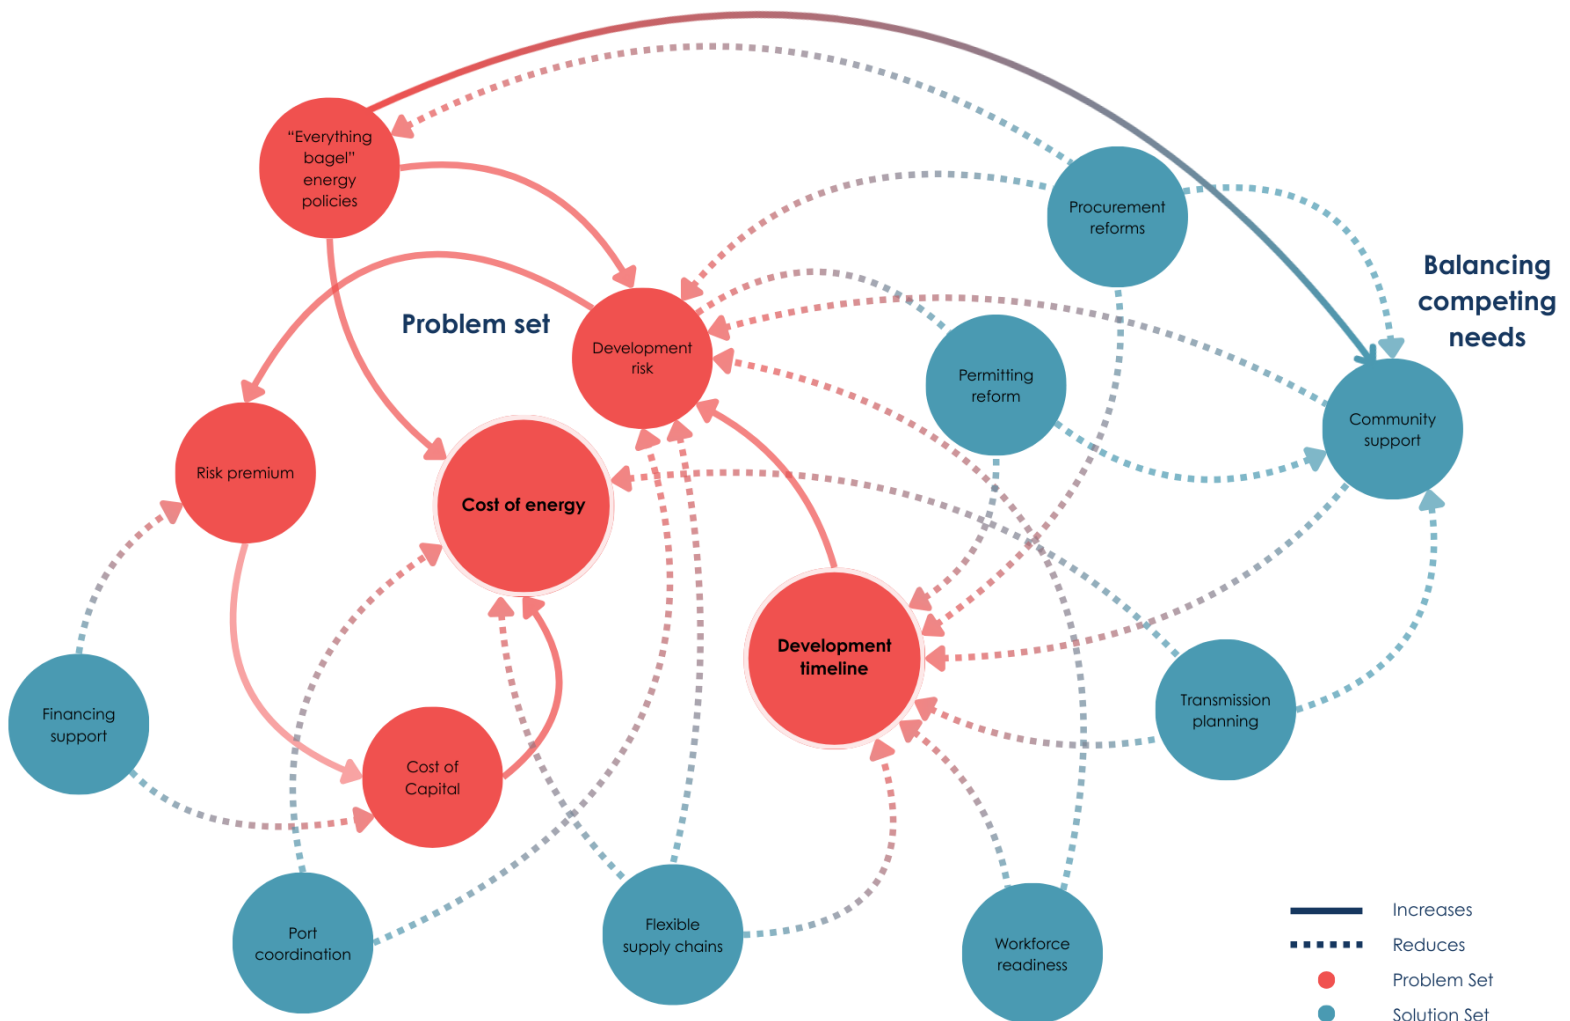 “Everything
bagel”
energy
policies
Procurement
reforms
Balancing
competing
needs
Problem set
Development
risk
Permitting
reform
Community
support
Risk premium
Cost of energy
Development
timeline
Transmission
planning
Financing
support
Cost of
Capital
Port
coordination
Flexible
supply chains
Workforce
readiness
Increases
Reduces
Problem Set
Solution Set